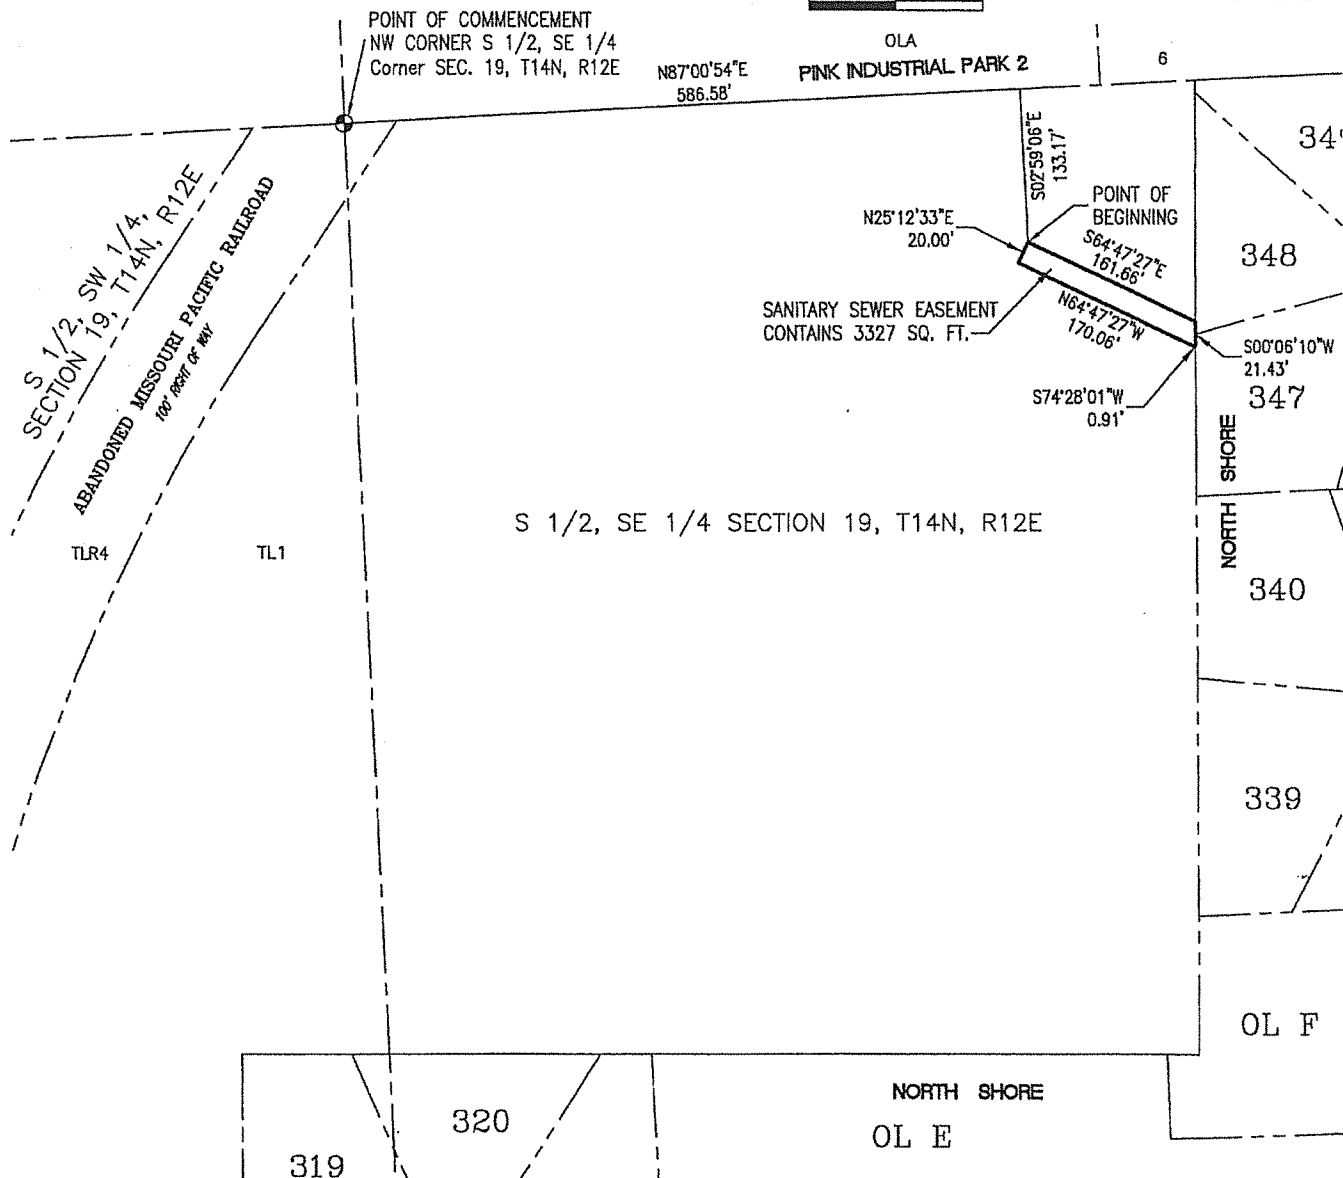 POINT OF COMMENCEMENT
NW CORNER S 1/2, SE 1/4
Corner SEC. 19, T14N, R12E
N87°00'54"E
586.58'
OLA
PINK INDUSTRIAL PARK 2
6
S02°59'06"E
133.17'
34
POINT OF
BEGINNING
N25°12'33"E
20.00'
S64°47'27"E
161.66'
348
SANITARY SEWER EASEMENT
CONTAINS 3327 SQ. FT.
N64°47'27"W
170.06'
S00°06'10"W
21.43'
S74°28'01"W
0.91'
347
S 1/2, SW 1/4,
SECTION 19, T14N, R12E
ABANDONED MISSOURI PACIFIC RAILROAD
100' RIGHT OF WAY
NORTH SHORE
S 1/2, SE 1/4 SECTION 19, T14N, R12E
TLR4
TL1
340
339
OL F
NORTH SHORE
OL E
320
319